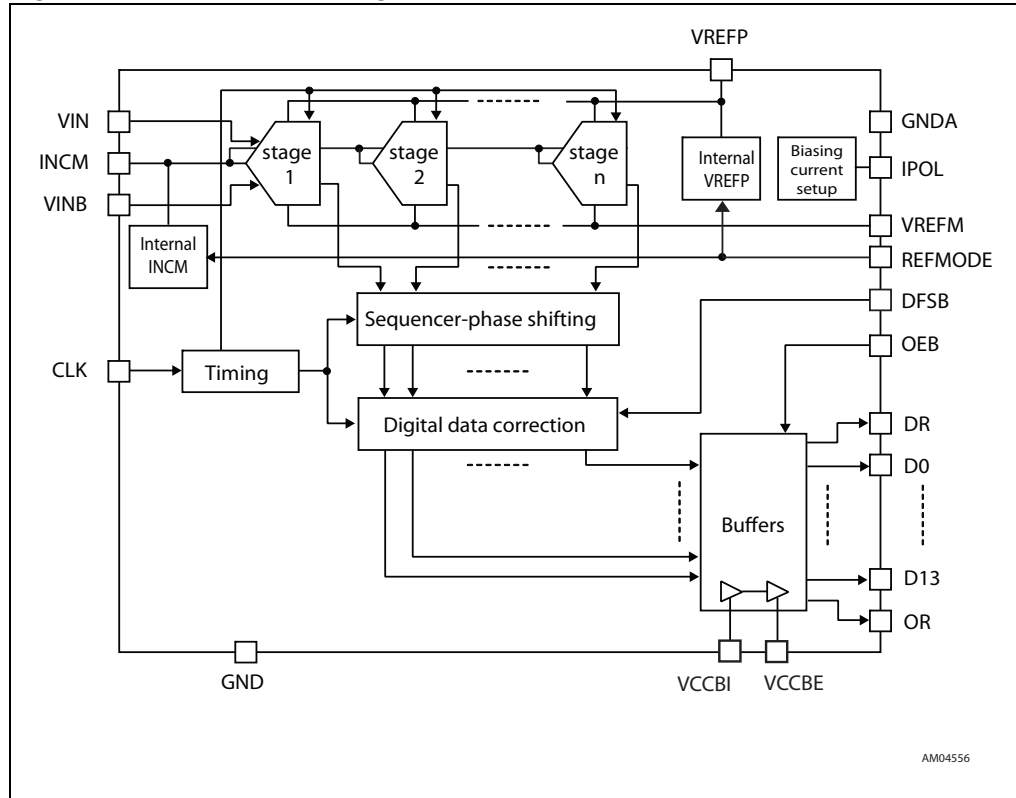 VREFP
VIN
INCM
VINB
stage
1
stage
2
stage
n
Internal
VREFP
Biasing
current
setup
GNDA
IPOL
VREFM
REFMODE
DFSB
OEB
Internal
INCM
Sequencer-phase shifting
CLK
Timing
Digital data correction
DR
D0
Buffers
D13
OR
GND
VCCBI
VCCBE
AM04556